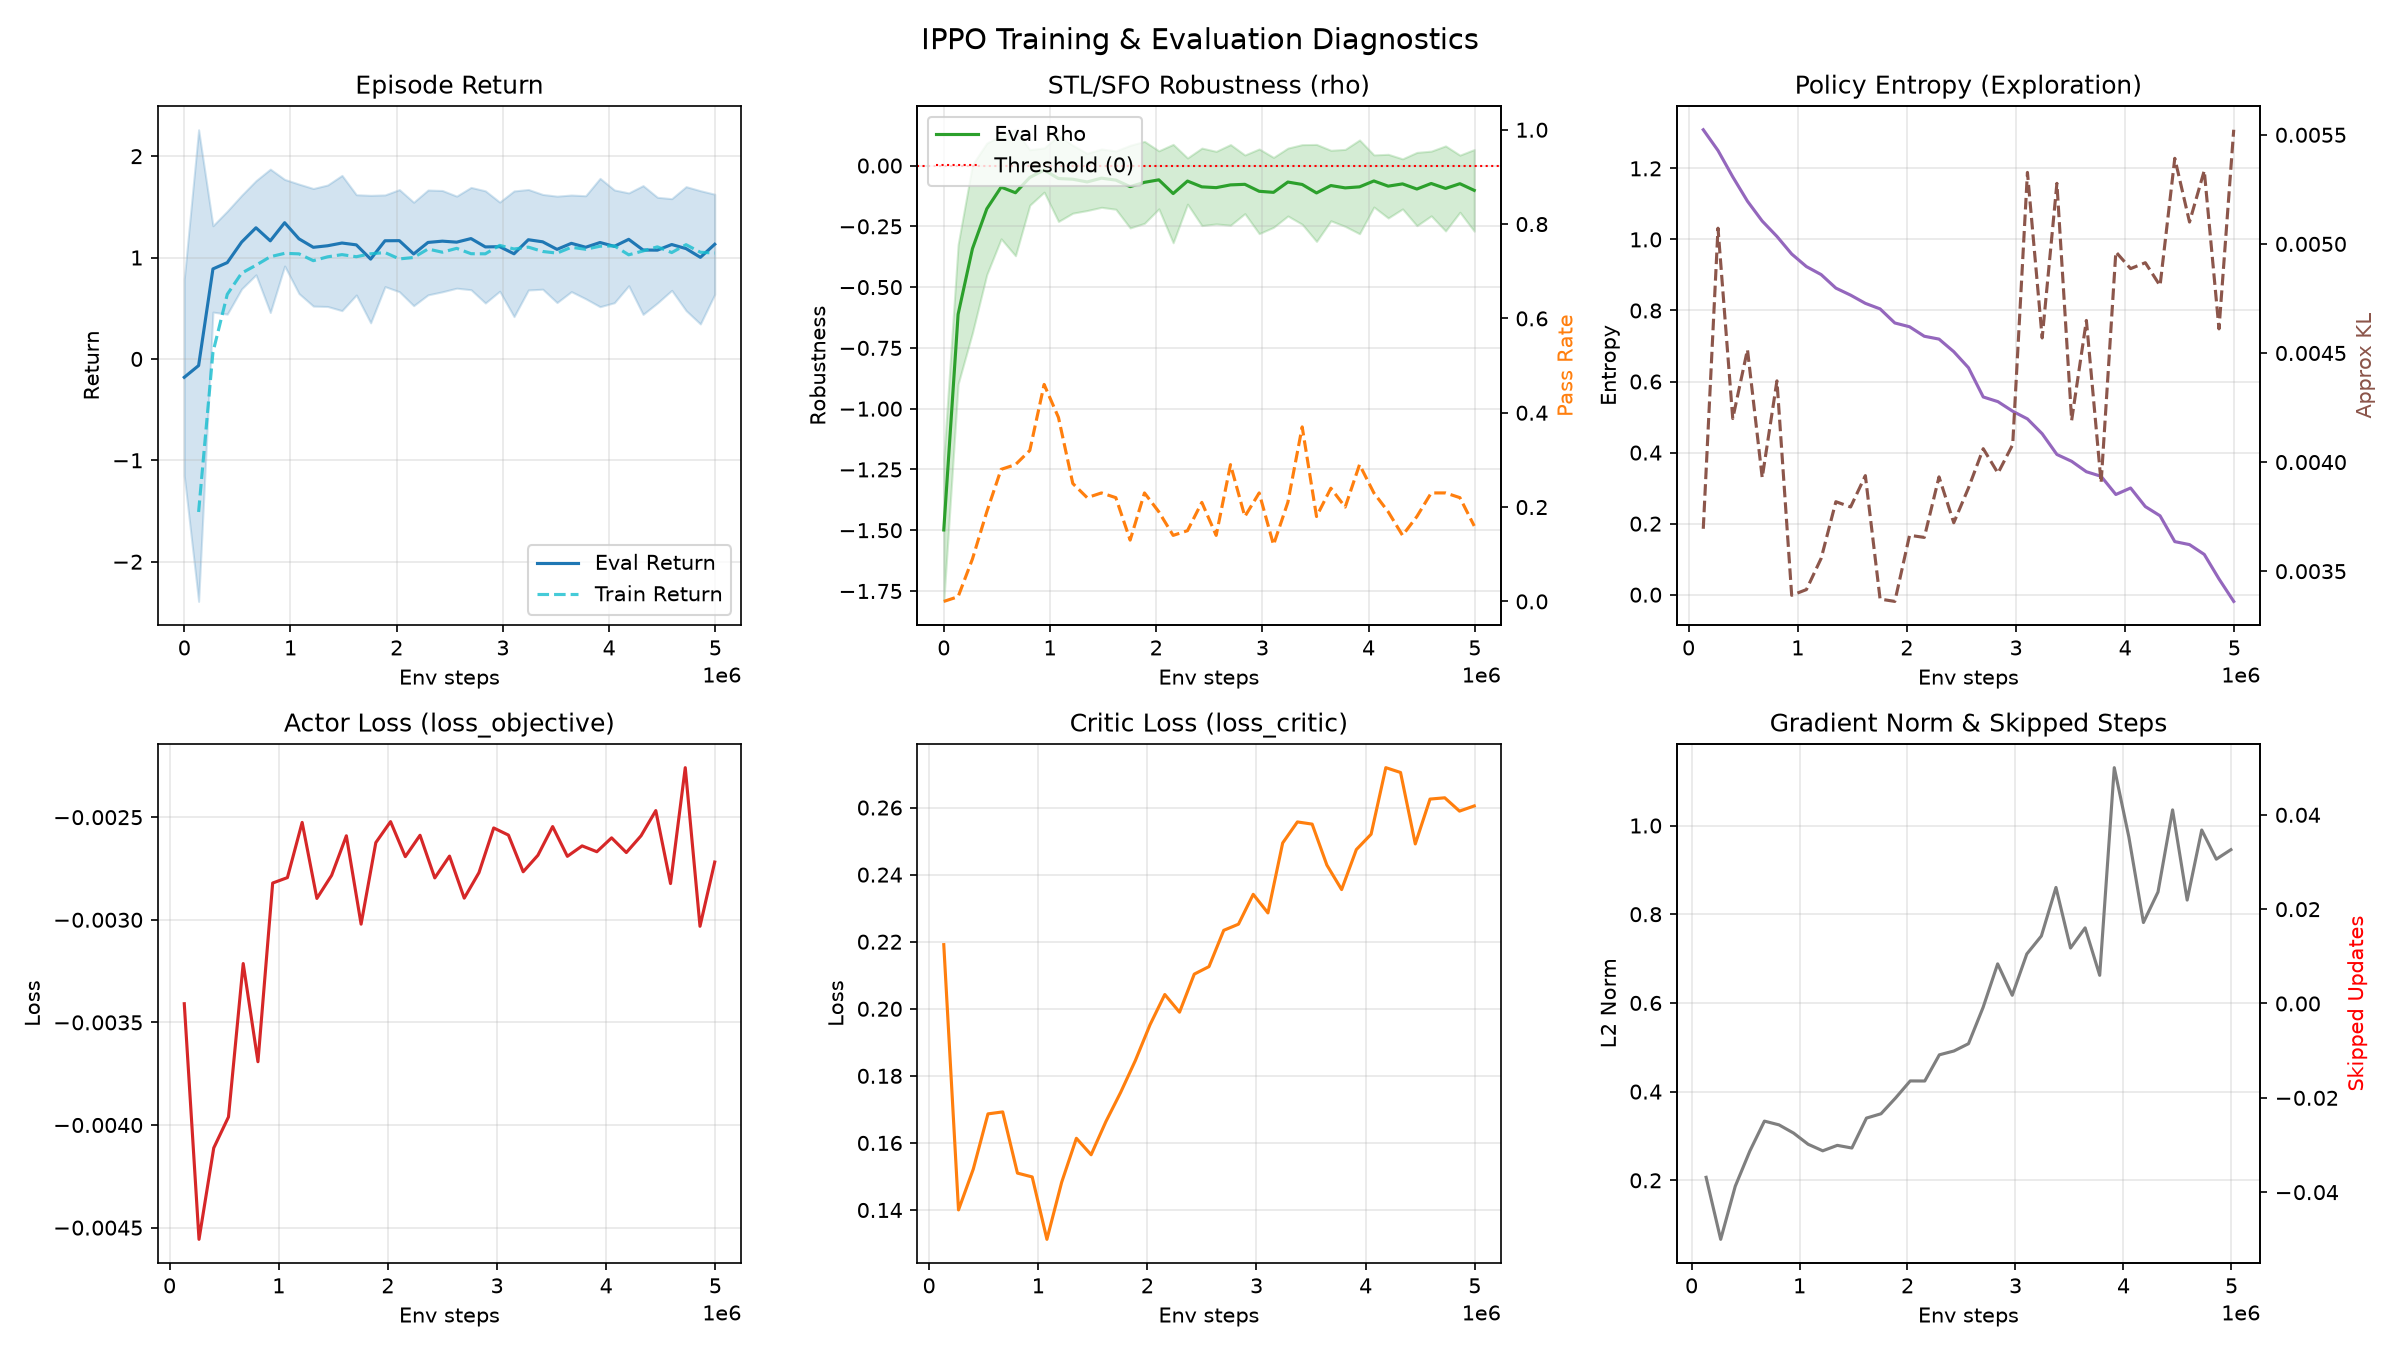 IPPO Training & Evaluation Diagnostics
Episode Return
2
1
0
−1
−2
Return
Eval Return
Train Return
0 1 2 3 4 5
Env steps
1e6
STL/SFO Robustness (rho)
Eval Rho
Threshold (0)
0.00
−0.25
−0.50
−0.75
−1.00
−1.25
−1.50
−1.75
Robustness
1.0
0.8
0.6
0.4
0.2
0.0
Pass Rate
0 1 2 3 4 5
Env steps
1e6
Policy Entropy (Exploration)
1.2
1.0
0.8
0.6
0.4
0.2
0.0
Entropy
0.0055
0.0050
0.0045
0.0040
0.0035
Approx KL
0 1 2 3 4 5
Env steps
1e6
Actor Loss (loss_objective)
−0.0025
−0.0030
−0.0035
−0.0040
−0.0045
Loss
0 1 2 3 4 5
Env steps
1e6
Critic Loss (loss_critic)
0.26
0.24
0.22
0.20
0.18
0.16
0.14
Loss
0 1 2 3 4 5
Env steps
1e6
Gradient Norm & Skipped Steps
1.0
0.8
0.6
0.4
0.2
L2 Norm
0.04
0.02
0.00
−0.02
−0.04
Skipped Updates
0 1 2 3 4 5
Env steps
1e6